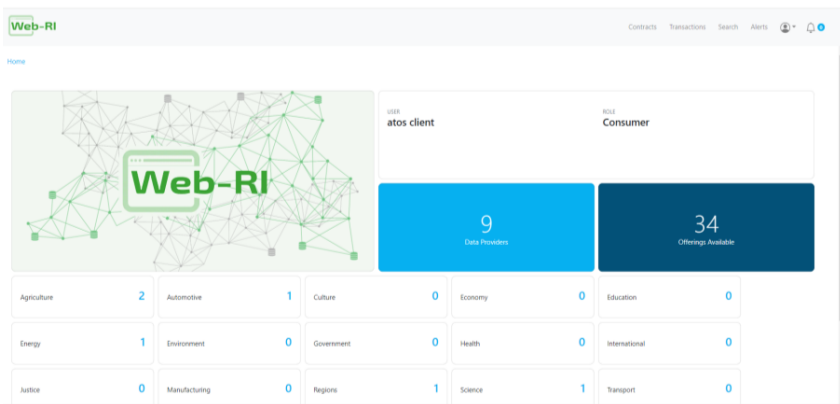 Web-RI
Contracts Transactions Search Alerts
Home
Web-RI
USER
atos client
ROLE
Consumer
9
Data Providers
34
Offerings Available
Agriculture 2
Automotive 1
Culture 0
Economy 0
Education 0
Energy 1
Environment 0
Government 0
Health 0
International 0
Justice 0
Manufacturing 0
Regions 1
Science 1
Transport 0